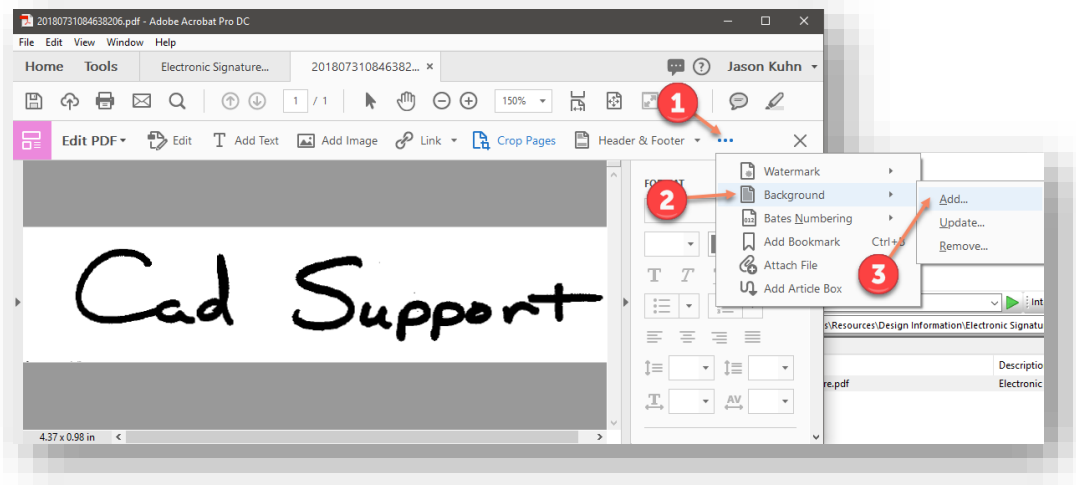 20180731084638206.pdf - Adobe Acrobat Pro DC
File Edit View Window Help
Home Tools Electronic Signature... 201807310846382... × ? Jason Kuhn
1 / 1 150%
1
Edit PDF Edit Add Text Add Image Link Crop Pages Header & Footer ...
Watermark
2
Background
Bates Numbering
Add Bookmark Ctrl+B
Attach File
Add Article Box
Add...
Update...
Remove...
3
Cad Support
Int
s\Resources\Design Information\Electronic Signatu
Descriptio
re.pdf Electronic
4.37 x 0.98 in